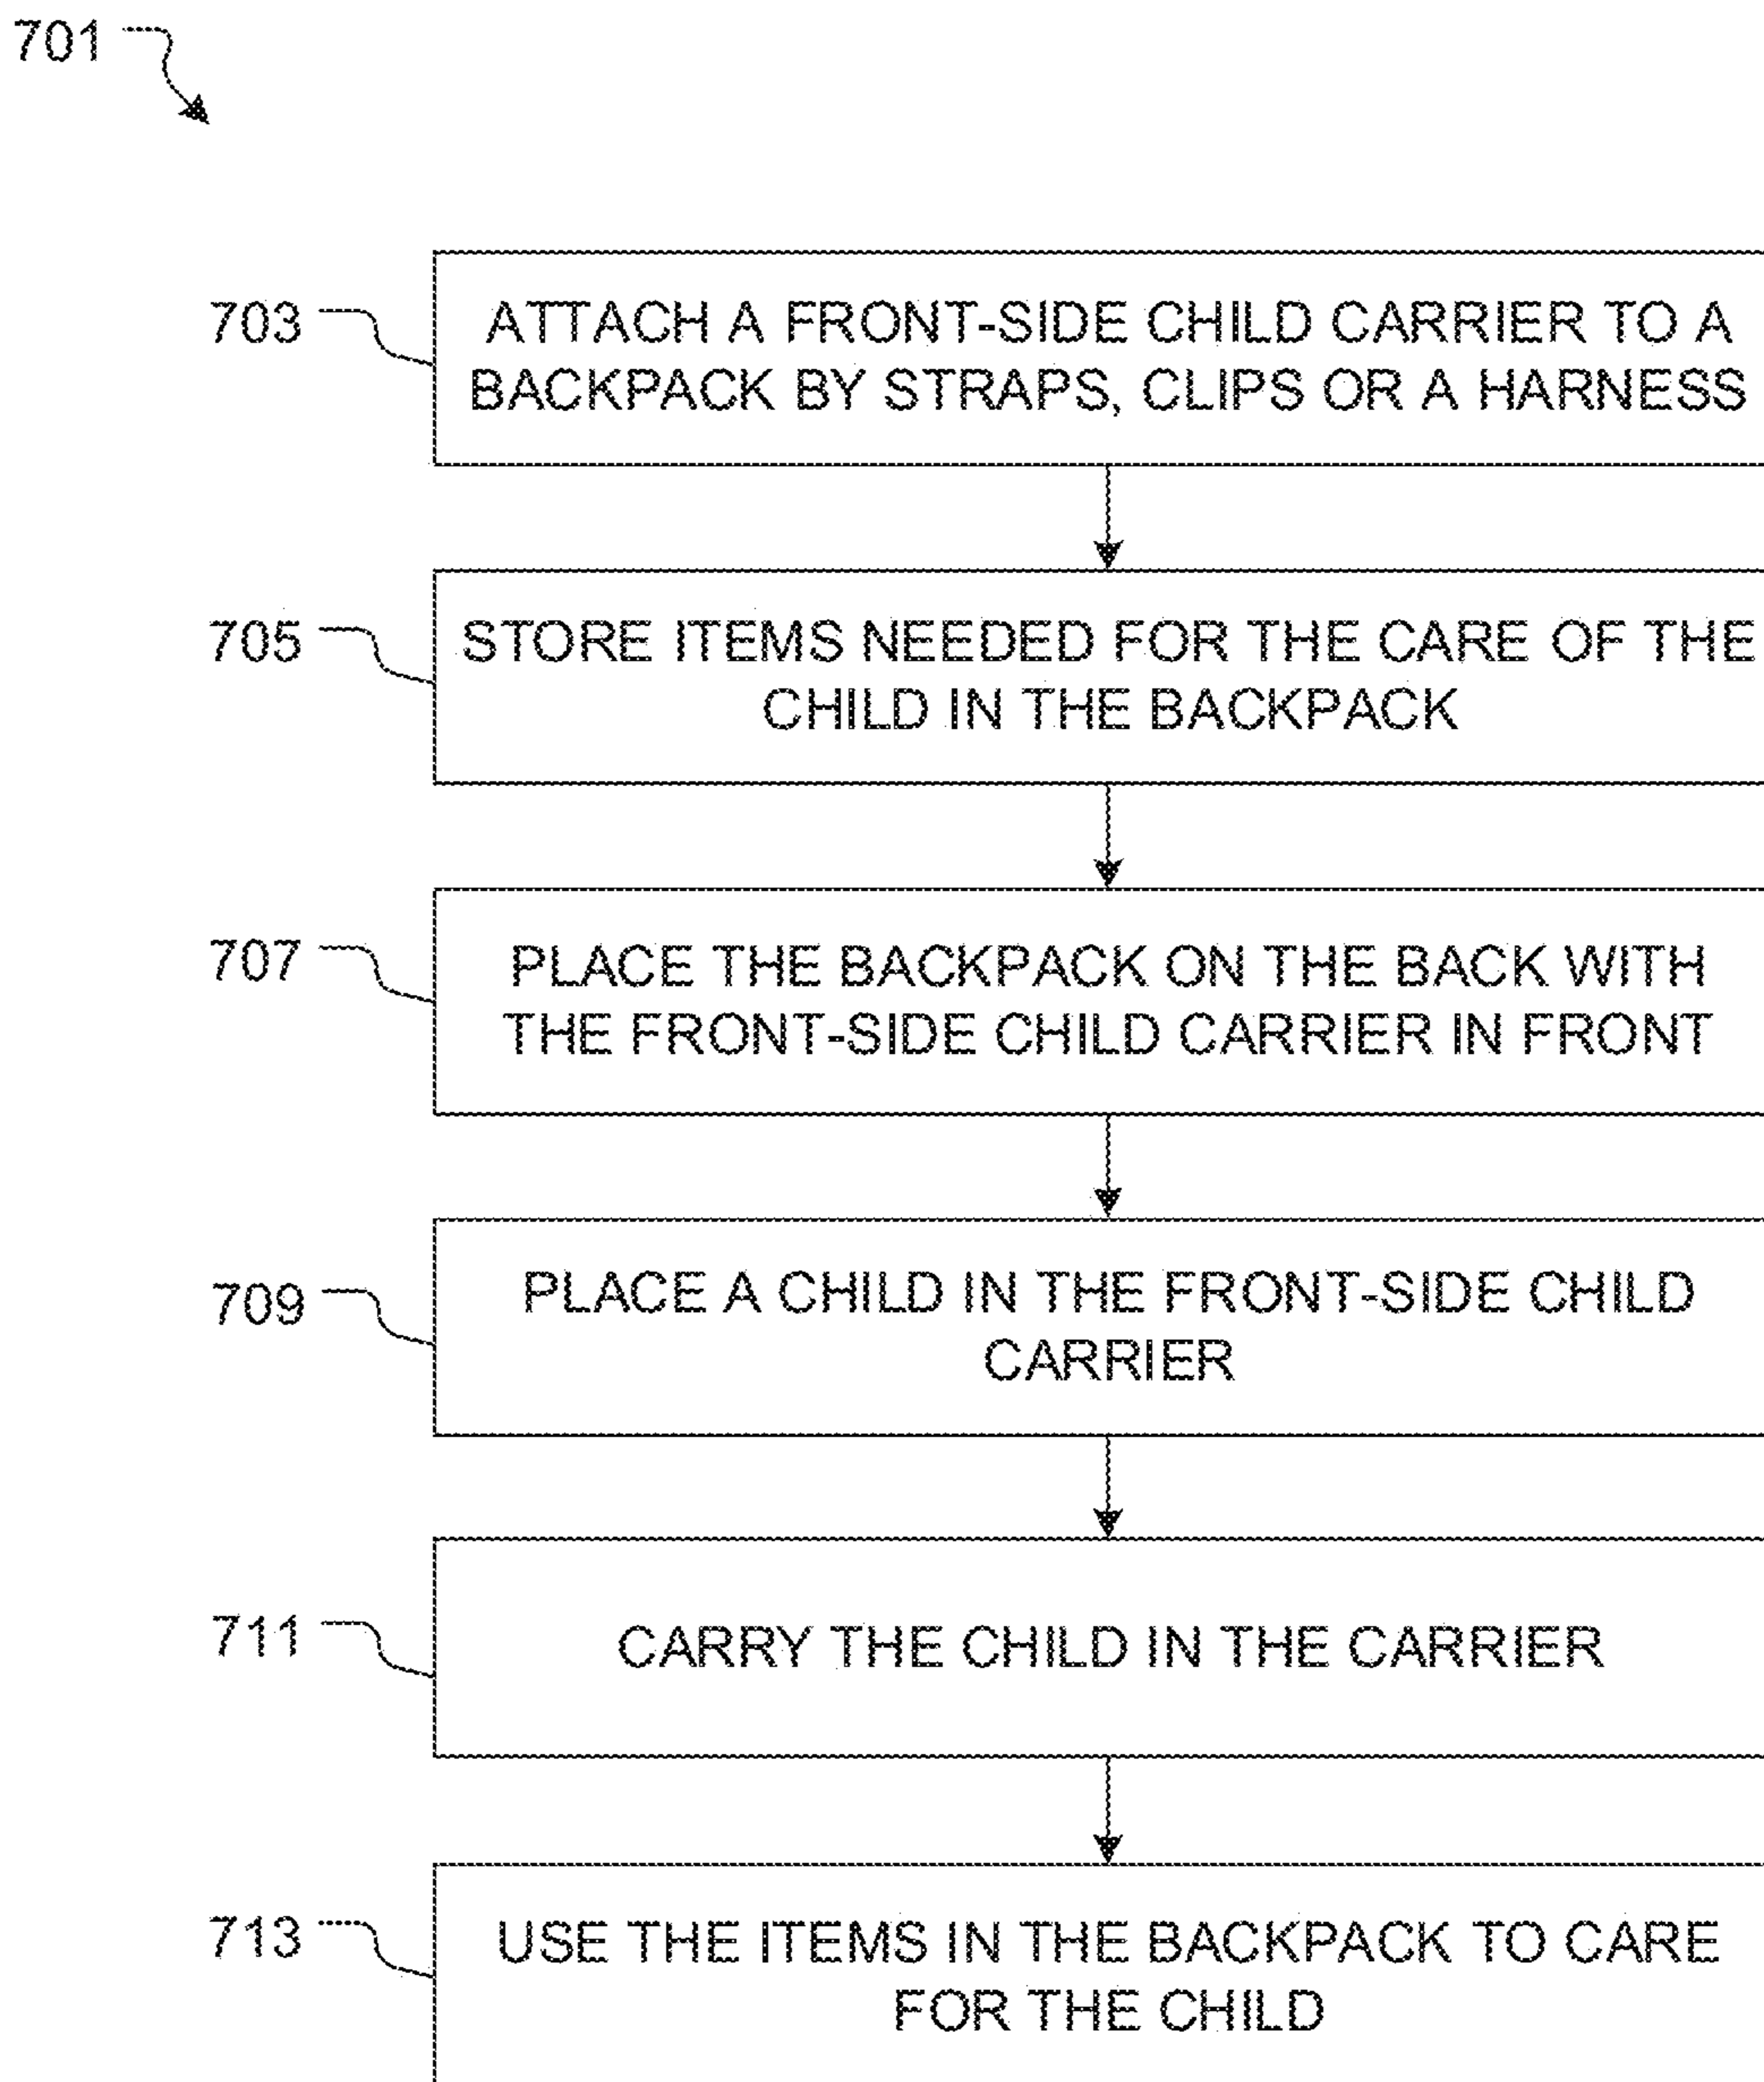 701
703
ATTACH A FRONT-SIDE CHILD CARRIER TO A
BACKPACK BY STRAPS, CLIPS OR A HARNESS
705
STORE ITEMS NEEDED FOR THE CARE OF THE
CHILD IN THE BACKPACK
707
PLACE THE BACKPACK ON THE BACK WITH
THE FRONT-SIDE CHILD CARRIER IN FRONT
709
PLACE A CHILD IN THE FRONT-SIDE CHILD
CARRIER
711
CARRY THE CHILD IN THE CARRIER
713
USE THE ITEMS IN THE BACKPACK TO CARE
FOR THE CHILD